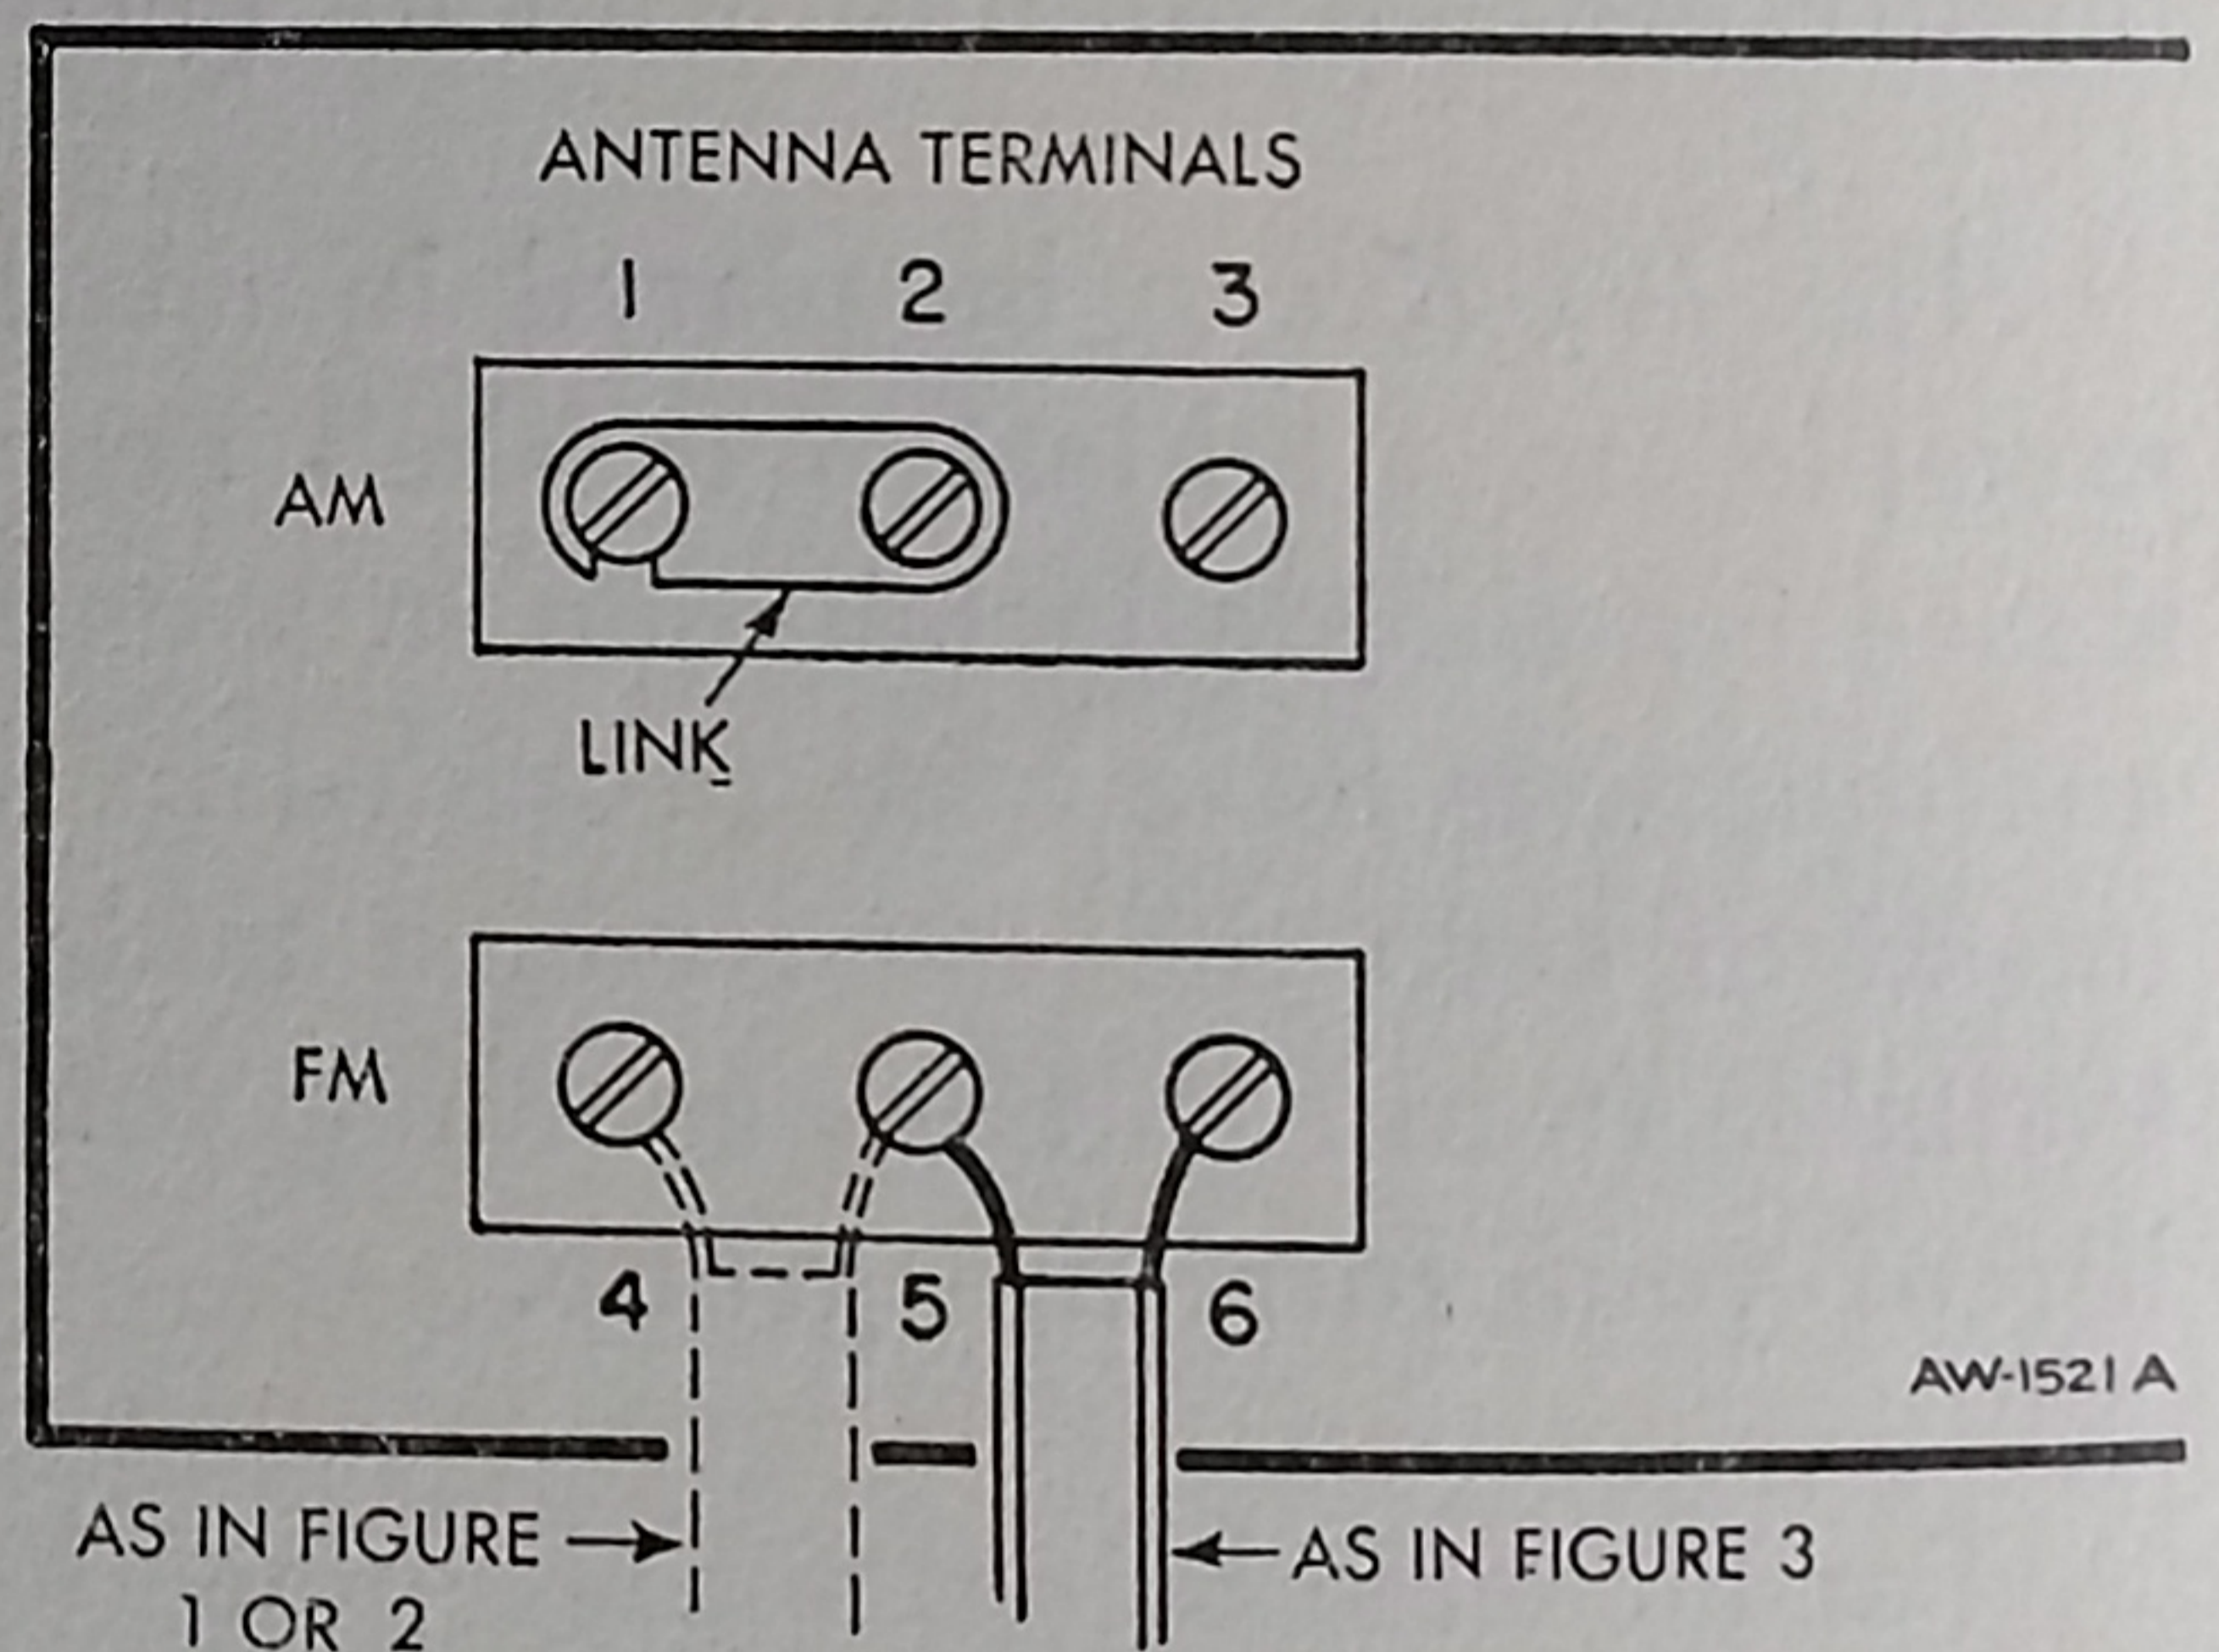 ANTENNA TERMINALS
1 2 3
AM
LINK
FM
4 5 6
AW-1521 A
AS IN FIGURE
1 OR 2
AS IN FIGURE 3